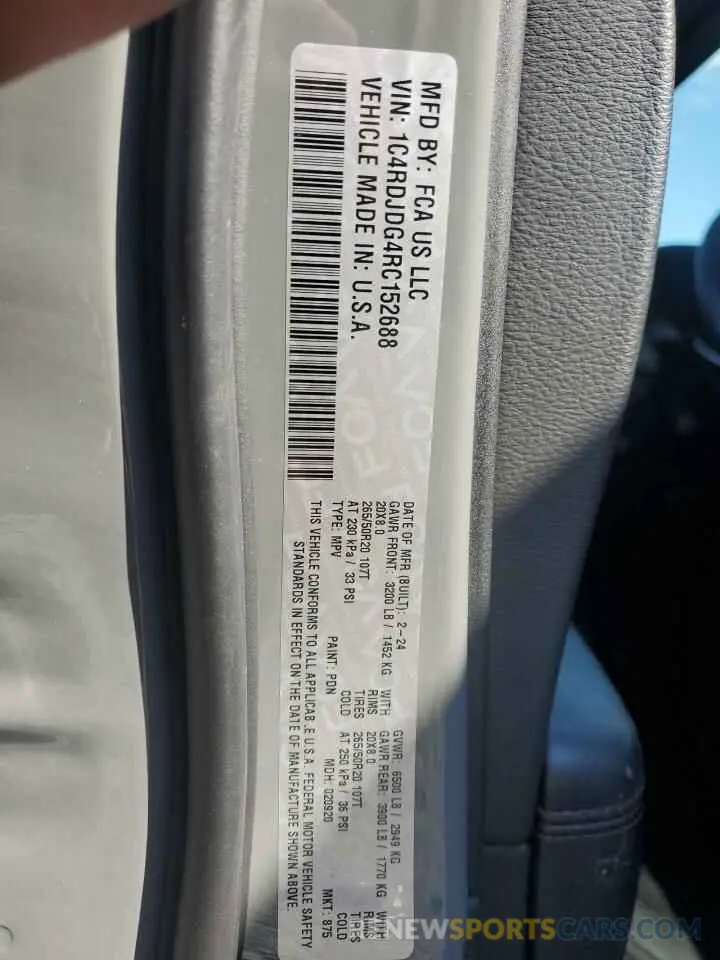 MFD BY: FCA US LLC
VIN: 1C4RDJDG4RC152688
VEHICLE MADE IN: U.S.A.
DATE OF MFR (BUILT): 2-24 GVWR: 6500 LB / 2949 KG
GAWR FRONT: 3200 LB / 1452 KG WITH GAWR REAR: 3900 LB / 1770 KG WITH
20X8.0 RIMS 20X8.0 RIMS
265/50R20 107T TIRES 265/50R20 107T TIRES
AT 230 kPa / 33 PSI COLD AT 250 kPa / 36 PSI COLD
TYPE: MPV PAINT: PDN MDH: 020920 MKT: 875
THIS VEHICLE CONFORMS TO ALL APPLICAB.E U.S.A. FEDERAL MOTOR VEHICLE SAFETY
STANDARDS IN EFFECT ON THE DATE OF MANUFACTURE SHOWN ABOVE.
NEWSPORTSCARS.COM